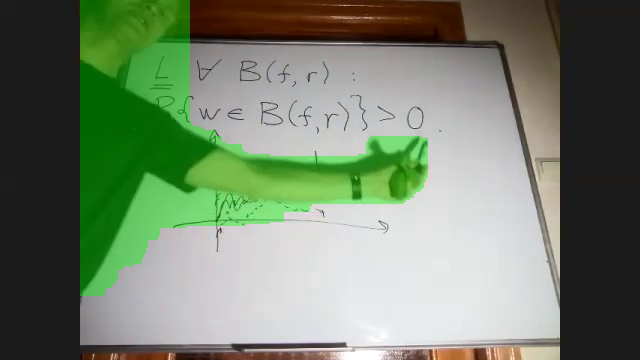 L ∀ B(f,r) :
P{w ∈ B(f,r)} > 0 .